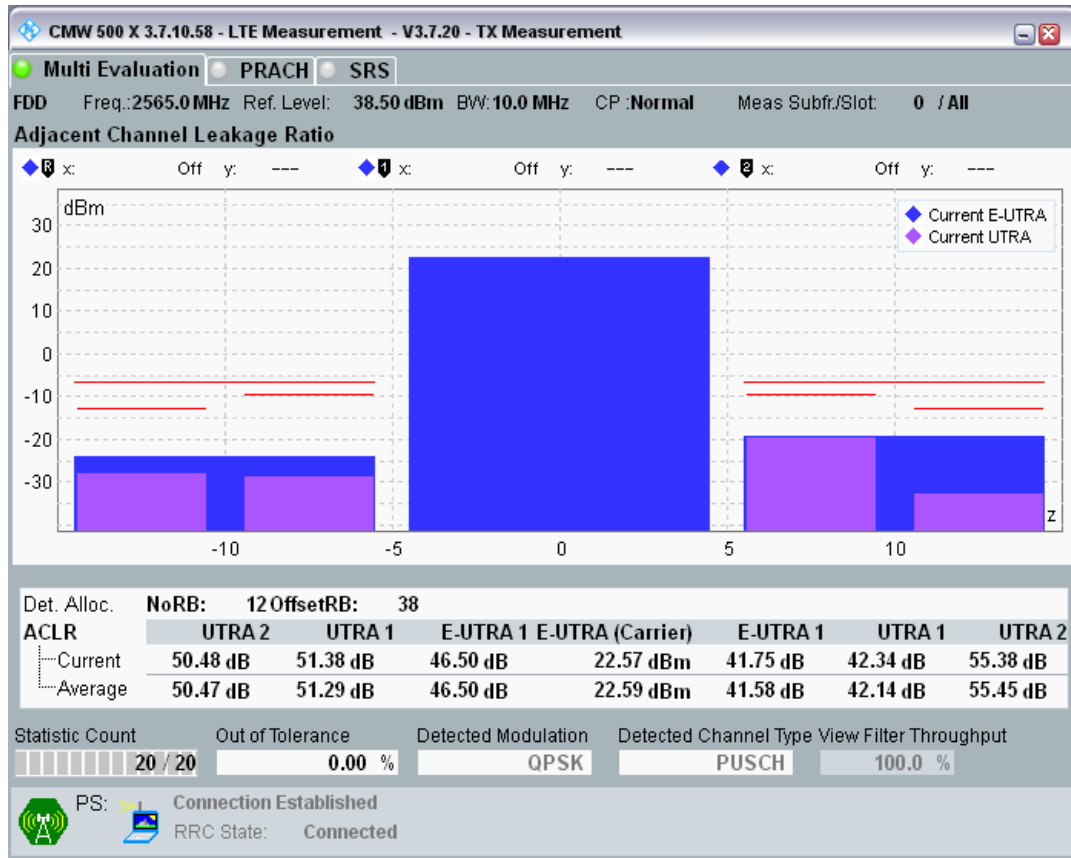 CMW 500 X 3.7.10.58 - LTE Measurement - V3.7.20 - TX Measurement
Multi Evaluation PRACH SRS
FDD Freq.:2565.0 MHz Ref. Level: 38.50 dBm BW:10.0 MHz CP :Normal Meas Subfr./Slot: 0 / All
Adjacent Channel Leakage Ratio
R x: Off y: --- 1 x: Off y: --- 2 x: Off y: ---
dBm
Current E-UTRA
Current UTRA
30
20
10
0
-10
-20
-30
z
-10 -5 0 5 10
Det. Alloc. NoRB: 12 OffsetRB: 38
ACLR UTRA 2 UTRA 1 E-UTRA 1 E-UTRA (Carrier) E-UTRA 1 UTRA 1 UTRA 2
Current 50.48 dB 51.38 dB 46.50 dB 22.57 dBm 41.75 dB 42.34 dB 55.38 dB
Average 50.47 dB 51.29 dB 46.50 dB 22.59 dBm 41.58 dB 42.14 dB 55.45 dB
Statistic Count Out of Tolerance Detected Modulation Detected Channel Type View Filter Throughput
20 / 20 0.00 % QPSK PUSCH 100.0 %
PS: Connection Established
RRC State: Connected